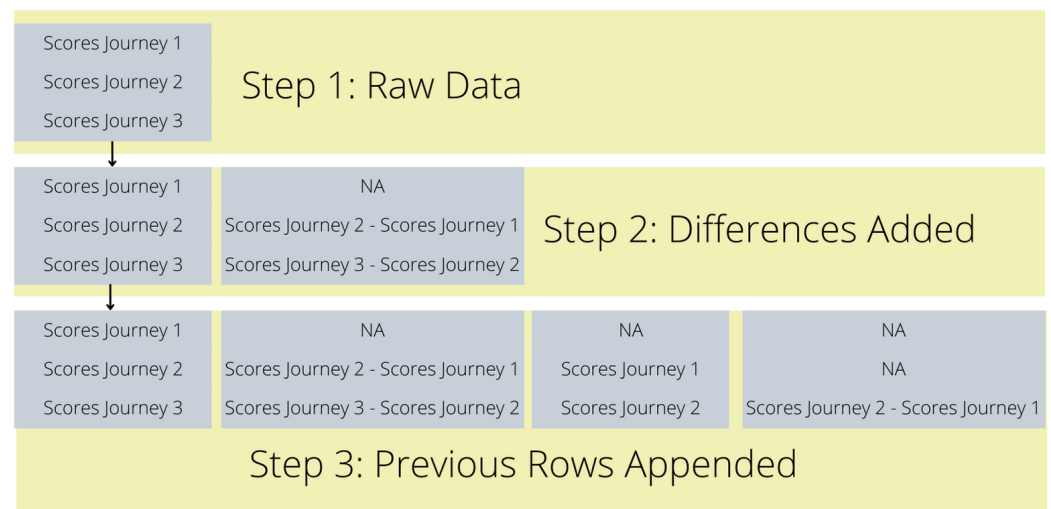 Scores Journey 1
Scores Journey 2
Scores Journey 3
Step 1: Raw Data
Scores Journey 1
Scores Journey 2
Scores Journey 3
NA
Scores Journey 2 - Scores Journey 1
Scores Journey 3 - Scores Journey 2
Step 2: Differences Added
Scores Journey 1
Scores Journey 2
Scores Journey 3
NA
Scores Journey 2 - Scores Journey 1
Scores Journey 3 - Scores Journey 2
NA
Scores Journey 1
Scores Journey 2
NA
NA
Scores Journey 2 - Scores Journey 1
Step 3: Previous Rows Appended